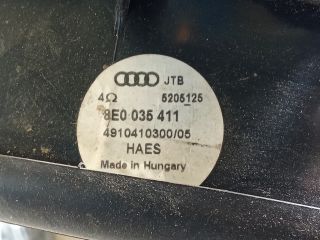 JTB
4Ω 5205125
8E0 035 411
4910410300/05
HAES
Made in Hungary